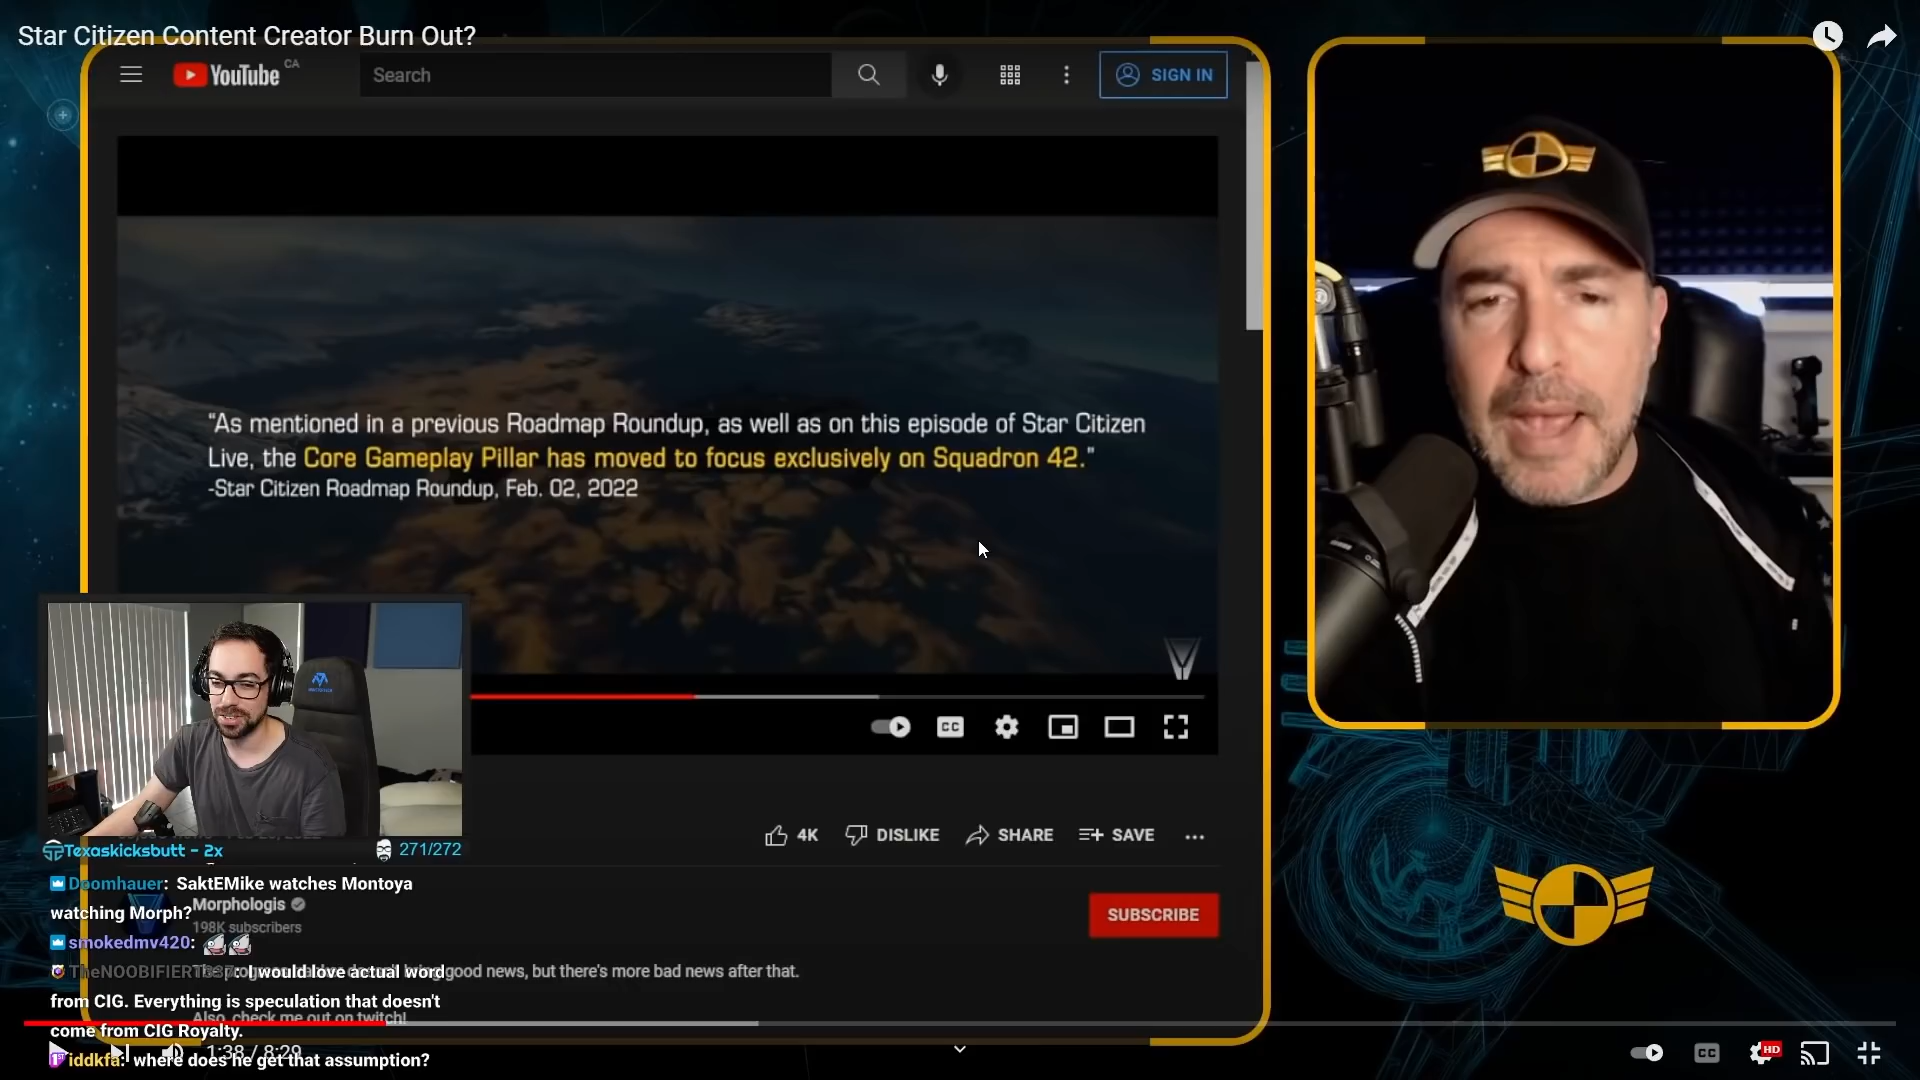 Star Citizen Content Creator Burn Out?
YouTube CA
Search
SIGN IN
"As mentioned in a previous Roadmap Roundup, as well as on this episode of Star Citizen
Live, the Core Gameplay Pillar has moved to focus exclusively on Squadron 42."
-Star Citizen Roadmap Roundup, Feb. 02, 2022
CC
4K
DISLIKE
SHARE
SAVE
Texaskicksbutt - 2x
271/272
Doomhauer: SaktEMike watches Montoya
watching Morph?
Morphologis
198K subscribers
SUBSCRIBE
smokedmv420:
I would love actual word
good news, but there's more bad news after that.
from CIG. Everything is speculation that doesn't
Also, check me out on twitch!
come from CIG Royalty.
1:38 / 8:29
iddkfa: where does he get that assumption?
CC
HD